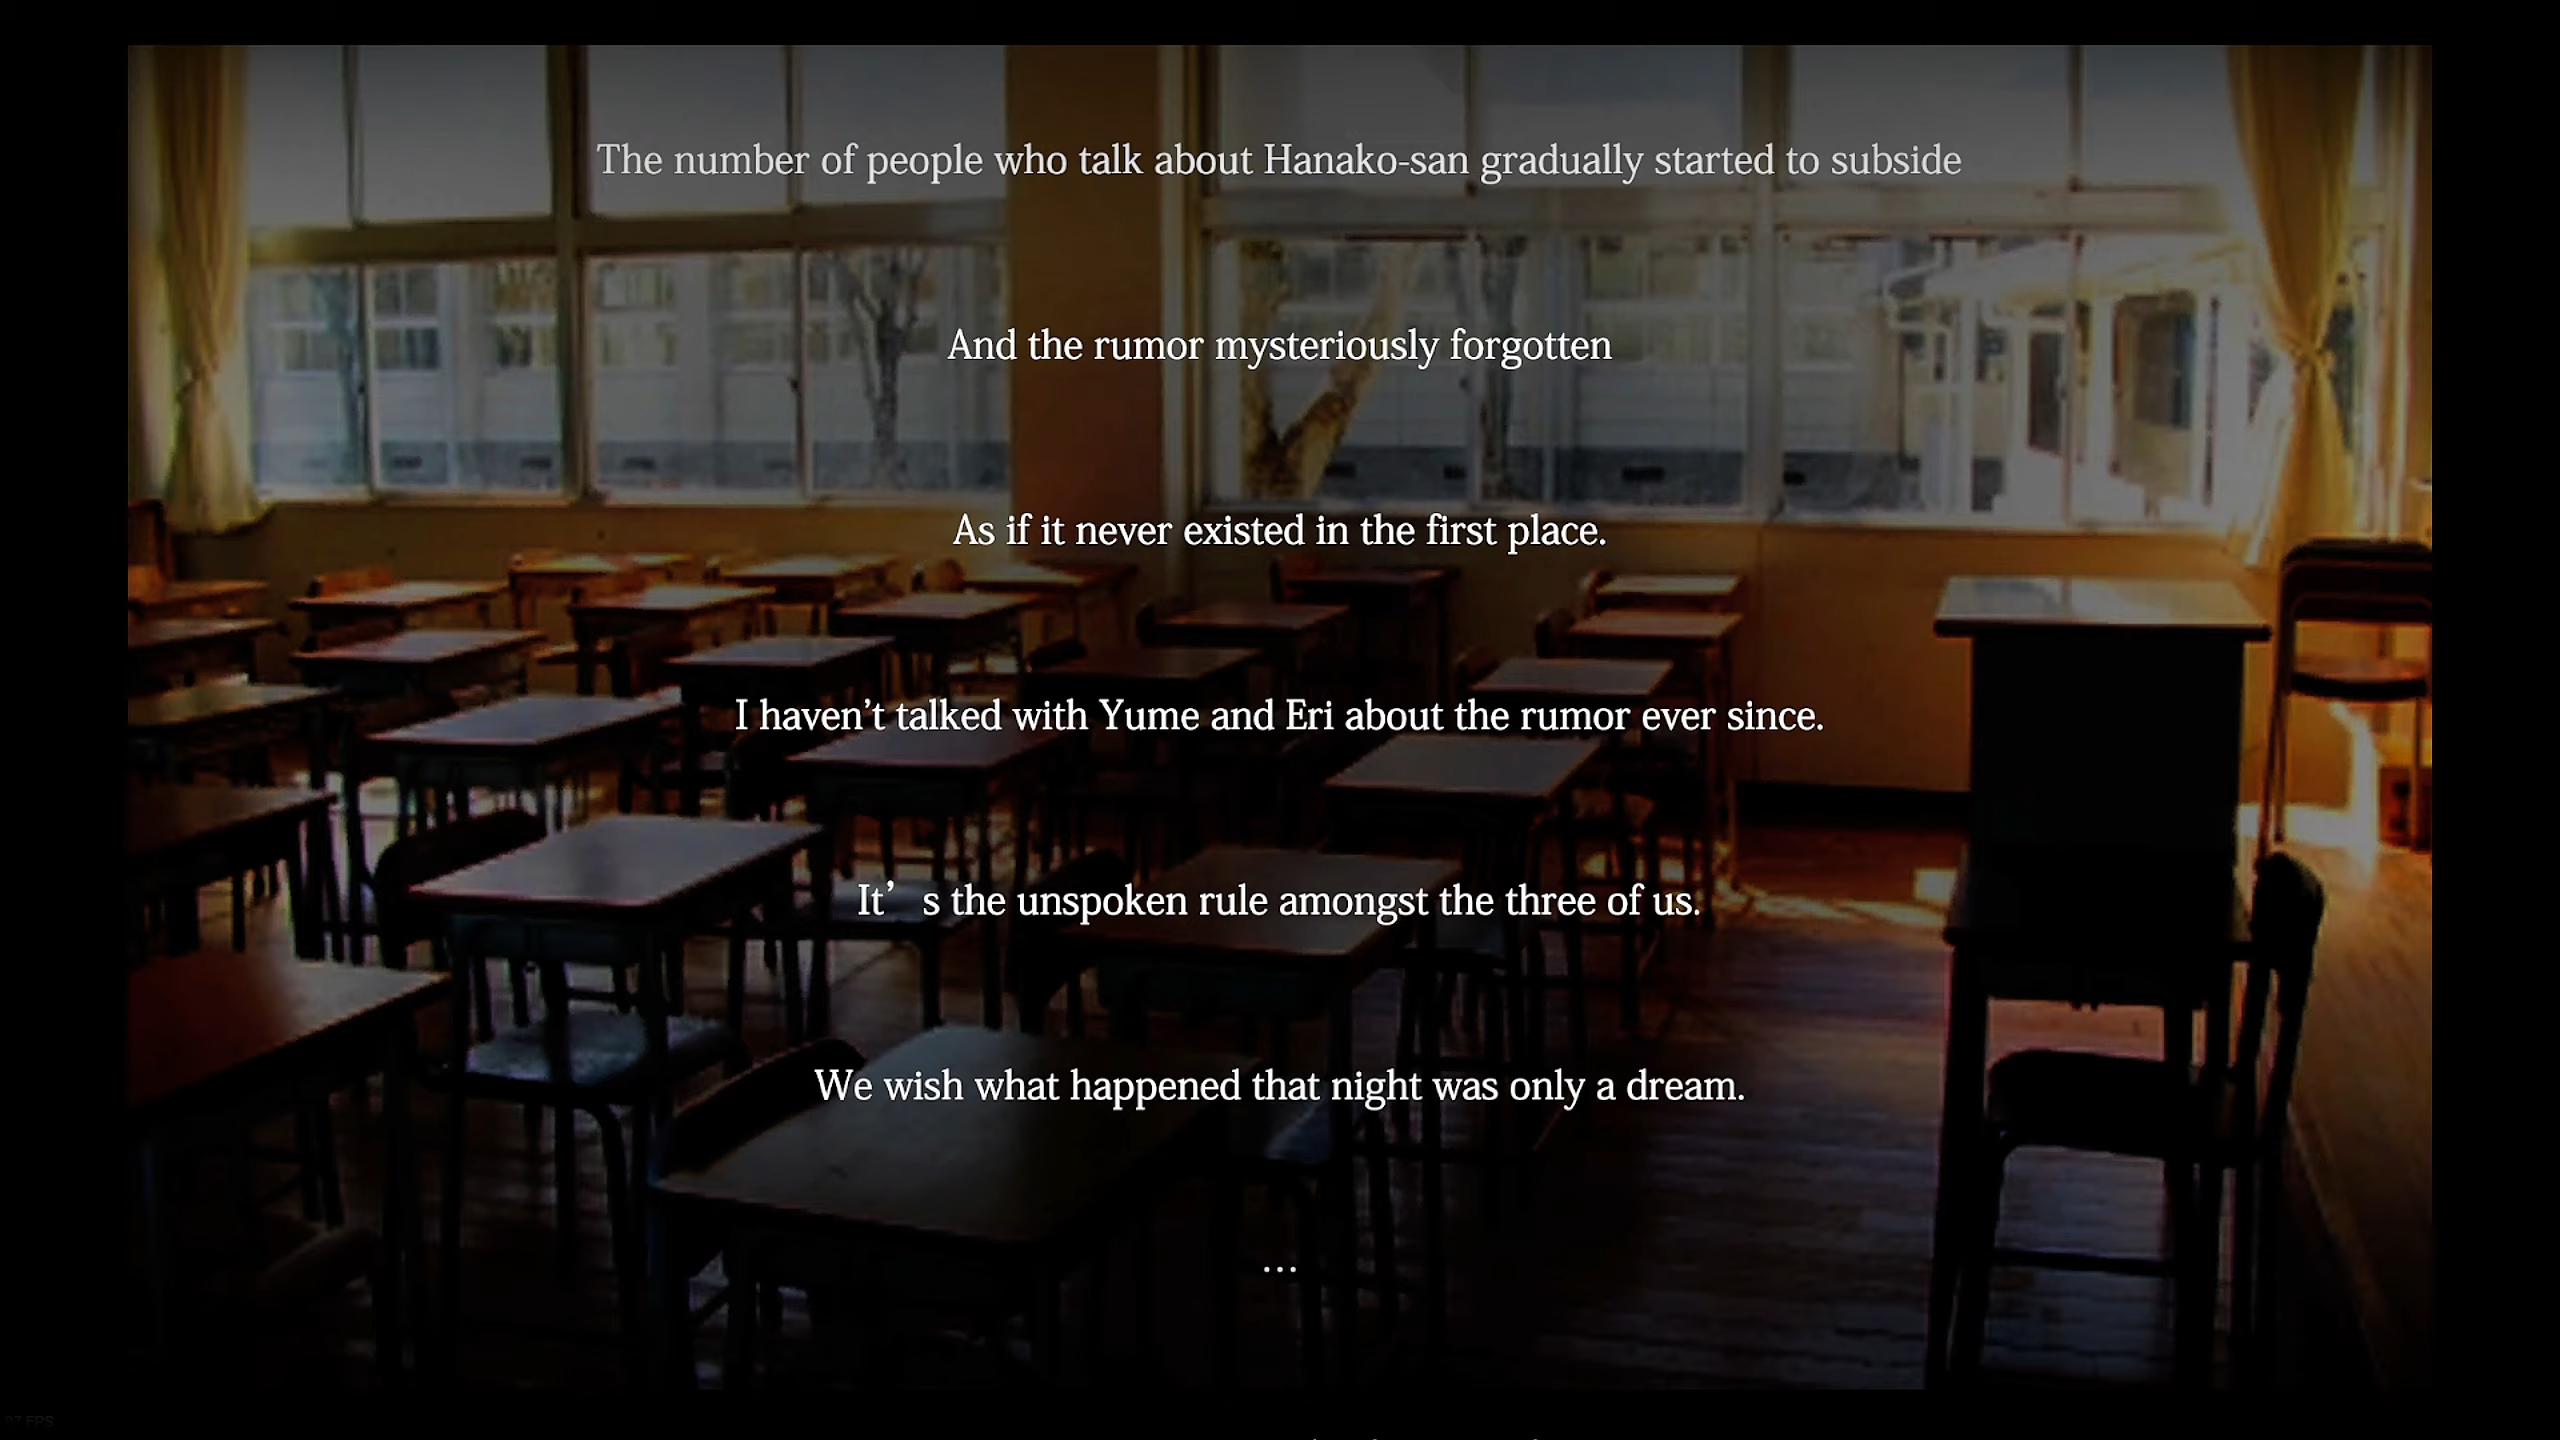 The number of people who talk about Hanako-san gradually started to subside
And the rumor mysteriously forgotten
As if it never existed in the first place.
I haven’t talked with Yume and Eri about the rumor ever since.
It’ s the unspoken rule amongst the three of us.
We wish what happened that night was only a dream.
...
97 FPS